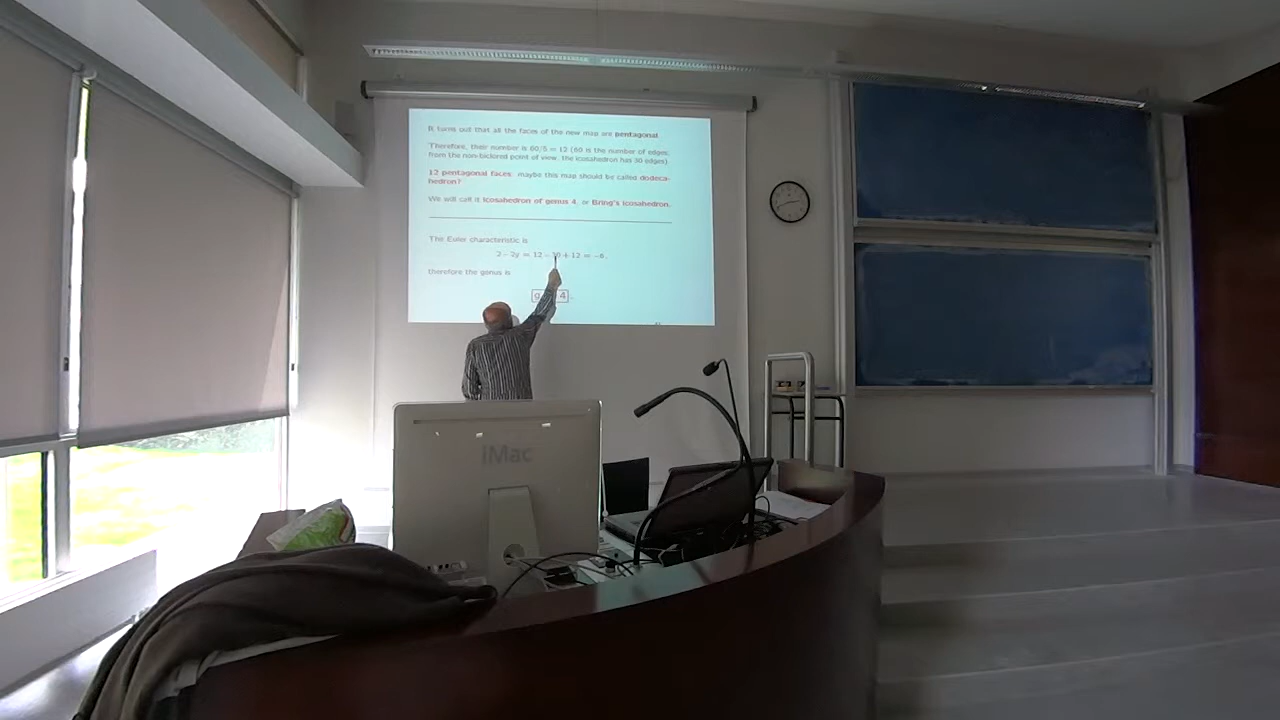 It turns out that all the faces of the new map are pentagonal.
Therefore, their number is 60/5 = 12 (60 is the number of edges;
from the non-bicolored point of view, the icosahedron has 30 edges).
12 pentagonal faces: maybe this map should be called dodeca-
hedron?
We will call it icosahedron of genus 4, or Bring's icosahedron.
The Euler characteristic is
2 − 2g = 12 − 30 + 12 = −6,
therefore the genus is
g 4
iMac